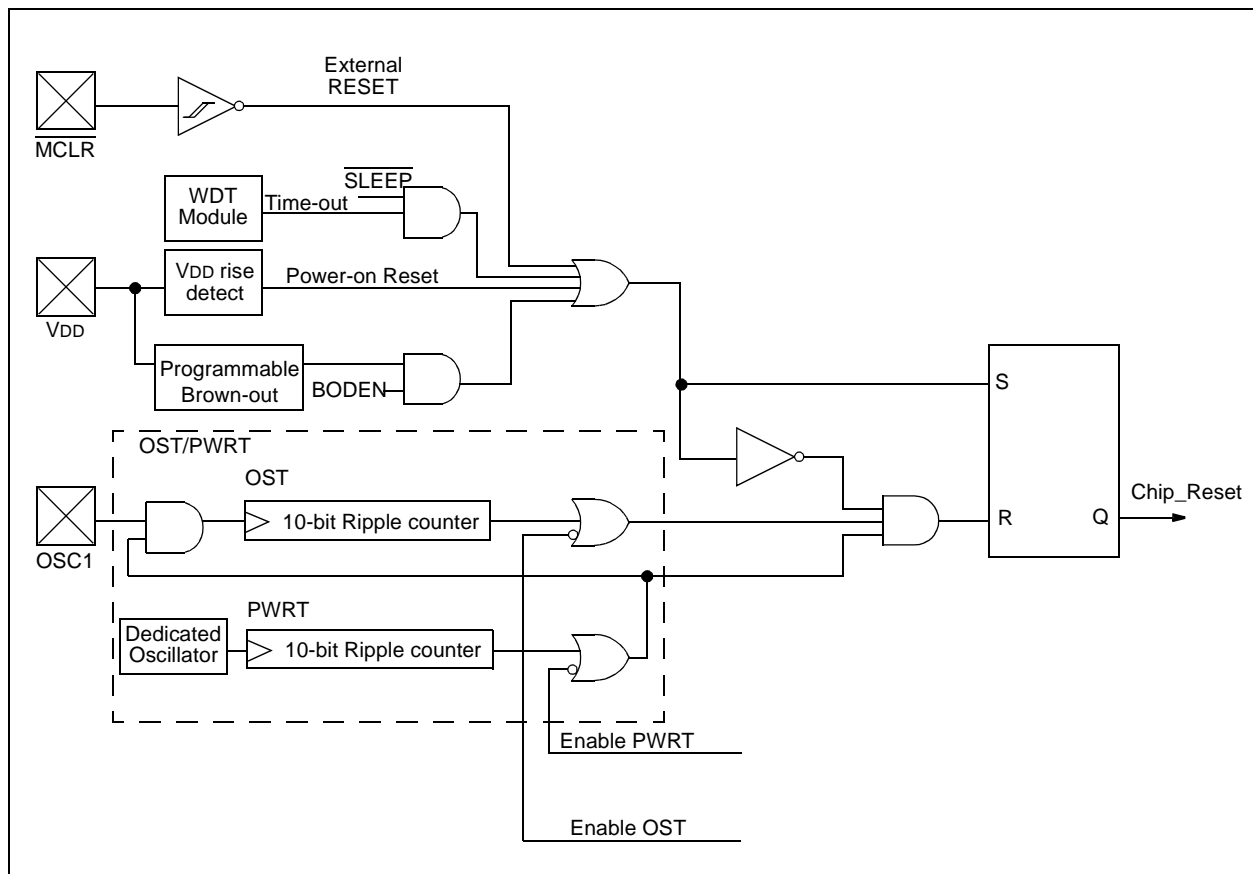 External
RESET
MCLR
SLEEP
WDT
Module
Time-out
VDD rise
detect
Power-on Reset
VDD
Programmable
Brown-out
BODEN
S
OST/PWRT
OST
10-bit Ripple counter
OSC1
Chip_Reset
R
Q
PWRT
Dedicated
Oscillator
10-bit Ripple counter
Enable PWRT
Enable OST